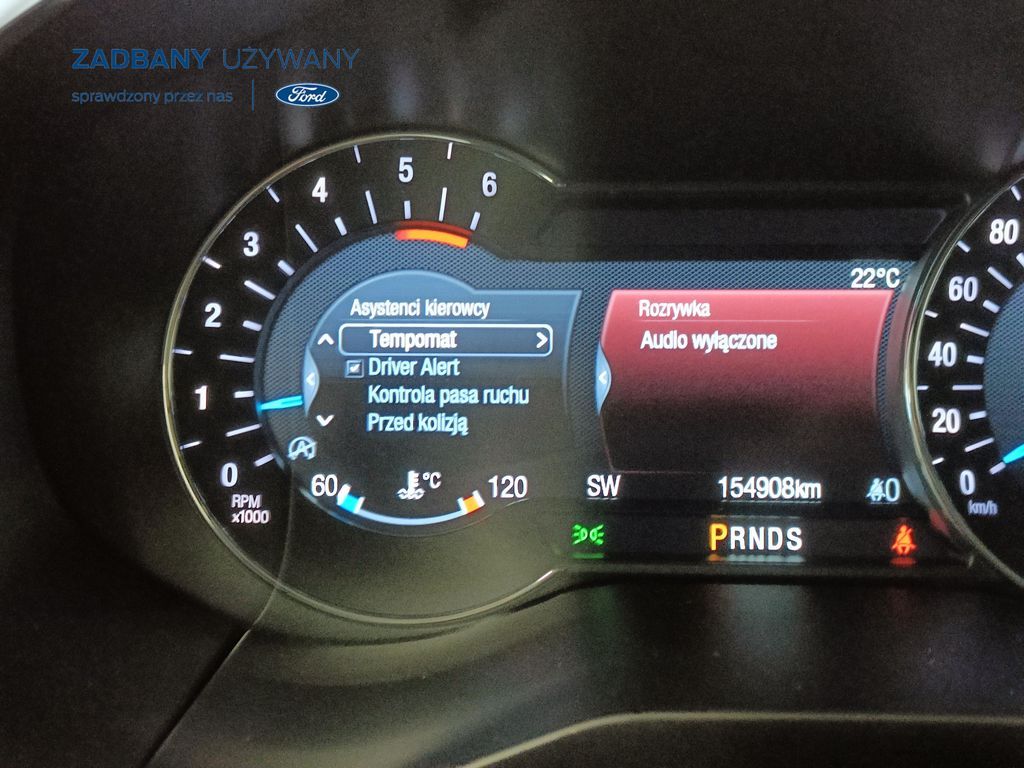 ZADBANY UŻYWANY
sprawdzony przez nas
Ford
5
4
6
3
2
1
0
RPM
x1000
22°C
Asystenci kierowcy
Tempomat
Driver Alert
Kontrola pasa ruchu
Przed kolizją
Rozrywka
Audio wyłączone
60
°C
120
SW
154908km
0
PRNDS
80
60
40
20
0
km/h